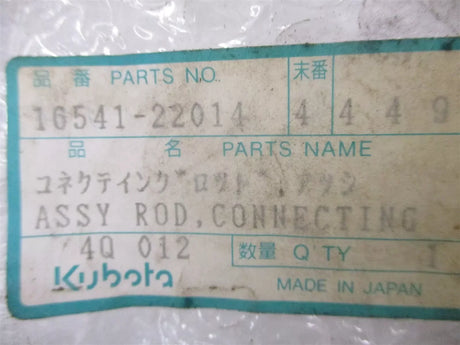 品番 PARTS NO. 末番
16541-22014 4 4 4 9
品 名 PARTS NAME
コネクテイング゛ロツト゛,アツシ
ASSY ROD,CONNECTING
4Q 012 数量 Q TY 1
Kubota MADE IN JAPAN